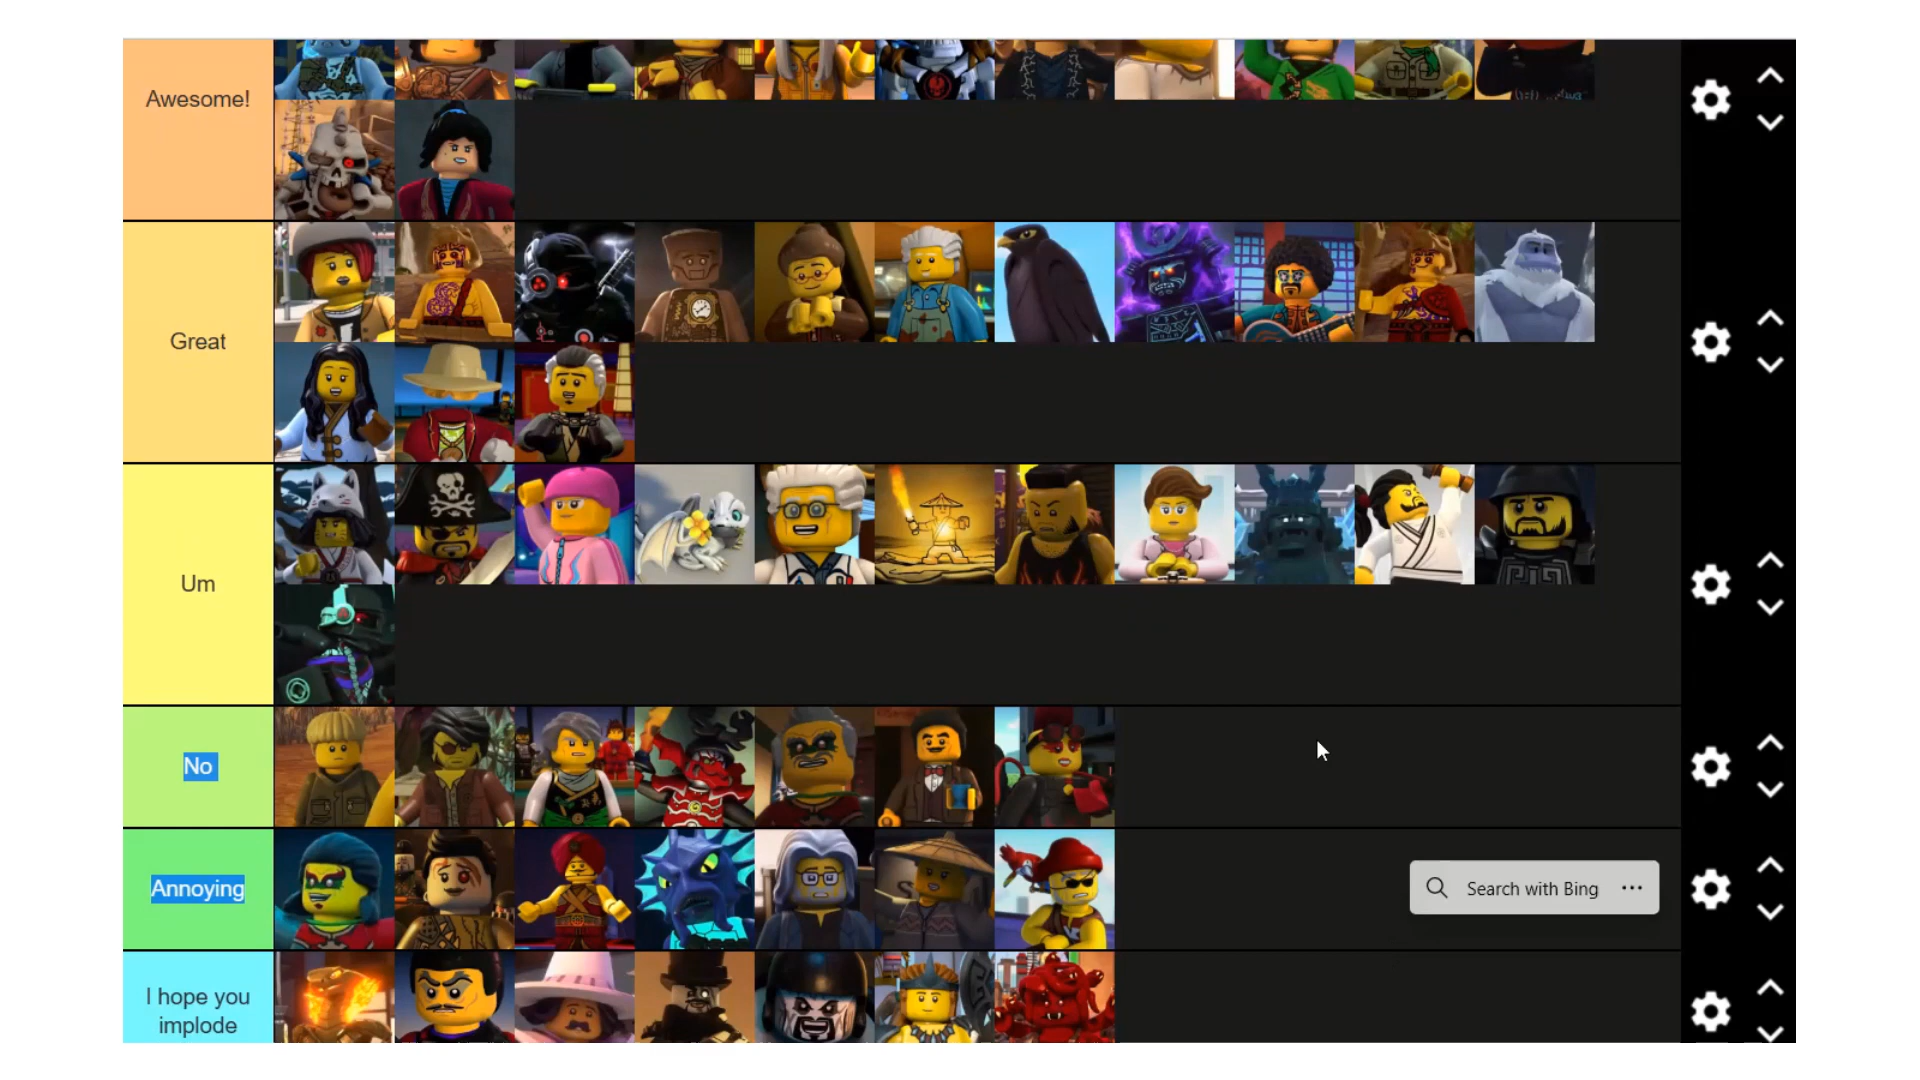 Awesome!
Great
Um
No
Annoying
Search with Bing
I hope you
implode